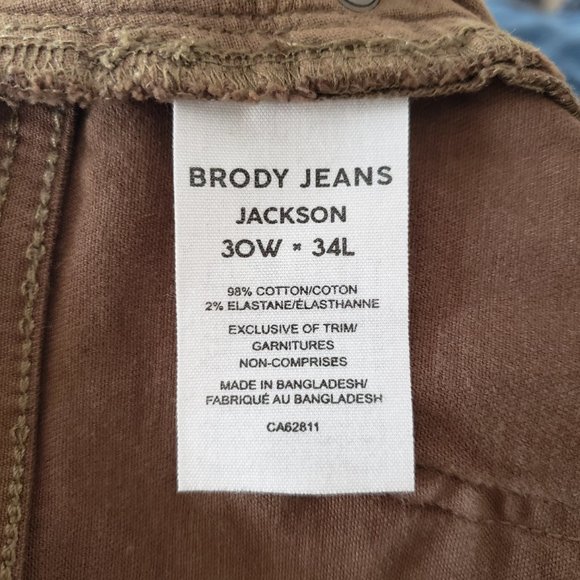 BRODY JEANS
JACKSON
30W × 34L
98% COTTON/COTON
2% ELASTANE/ÉLASTHANNE
EXCLUSIVE OF TRIM/
GARNITURES
NON-COMPRISES
MADE IN BANGLADESH/
FABRIQUÉ AU BANGLADESH
CA62811